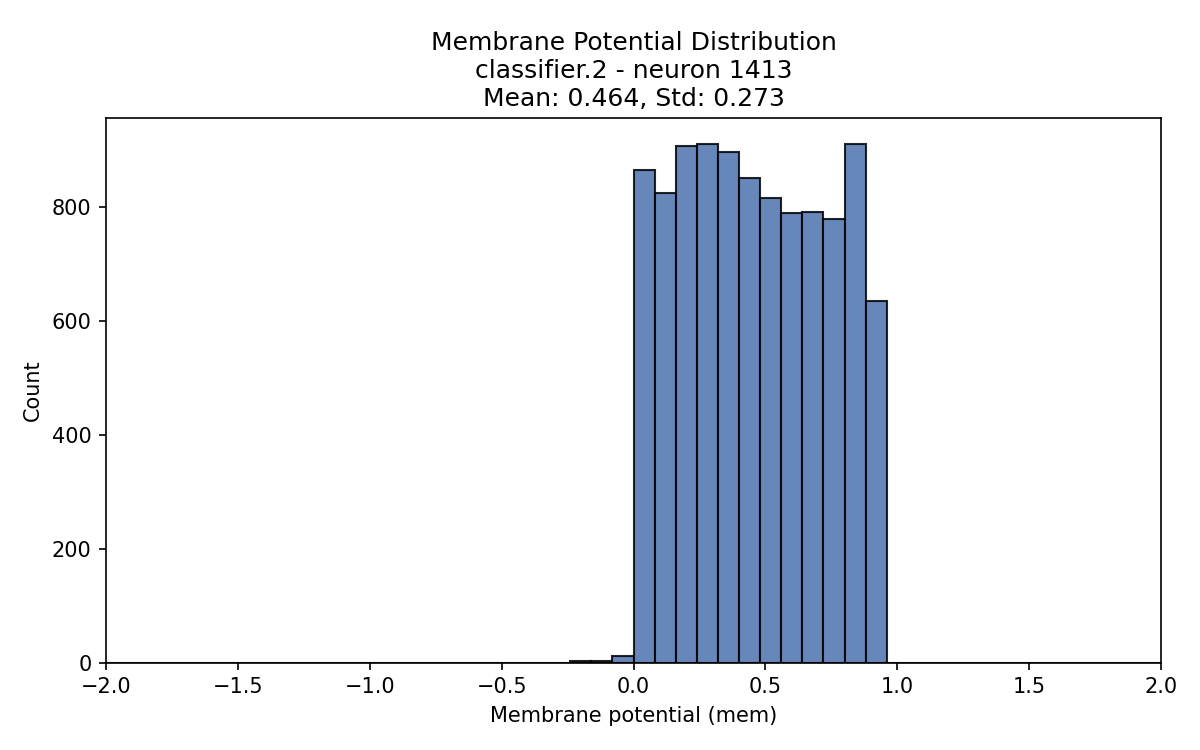 Membrane Potential Distribution
classifier.2 - neuron 1413
Mean: 0.464, Std: 0.273
800
600
400
200
0
Count
−2.0 −1.5 −1.0 −0.5 0.0 0.5 1.0 1.5 2.0
Membrane potential (mem)